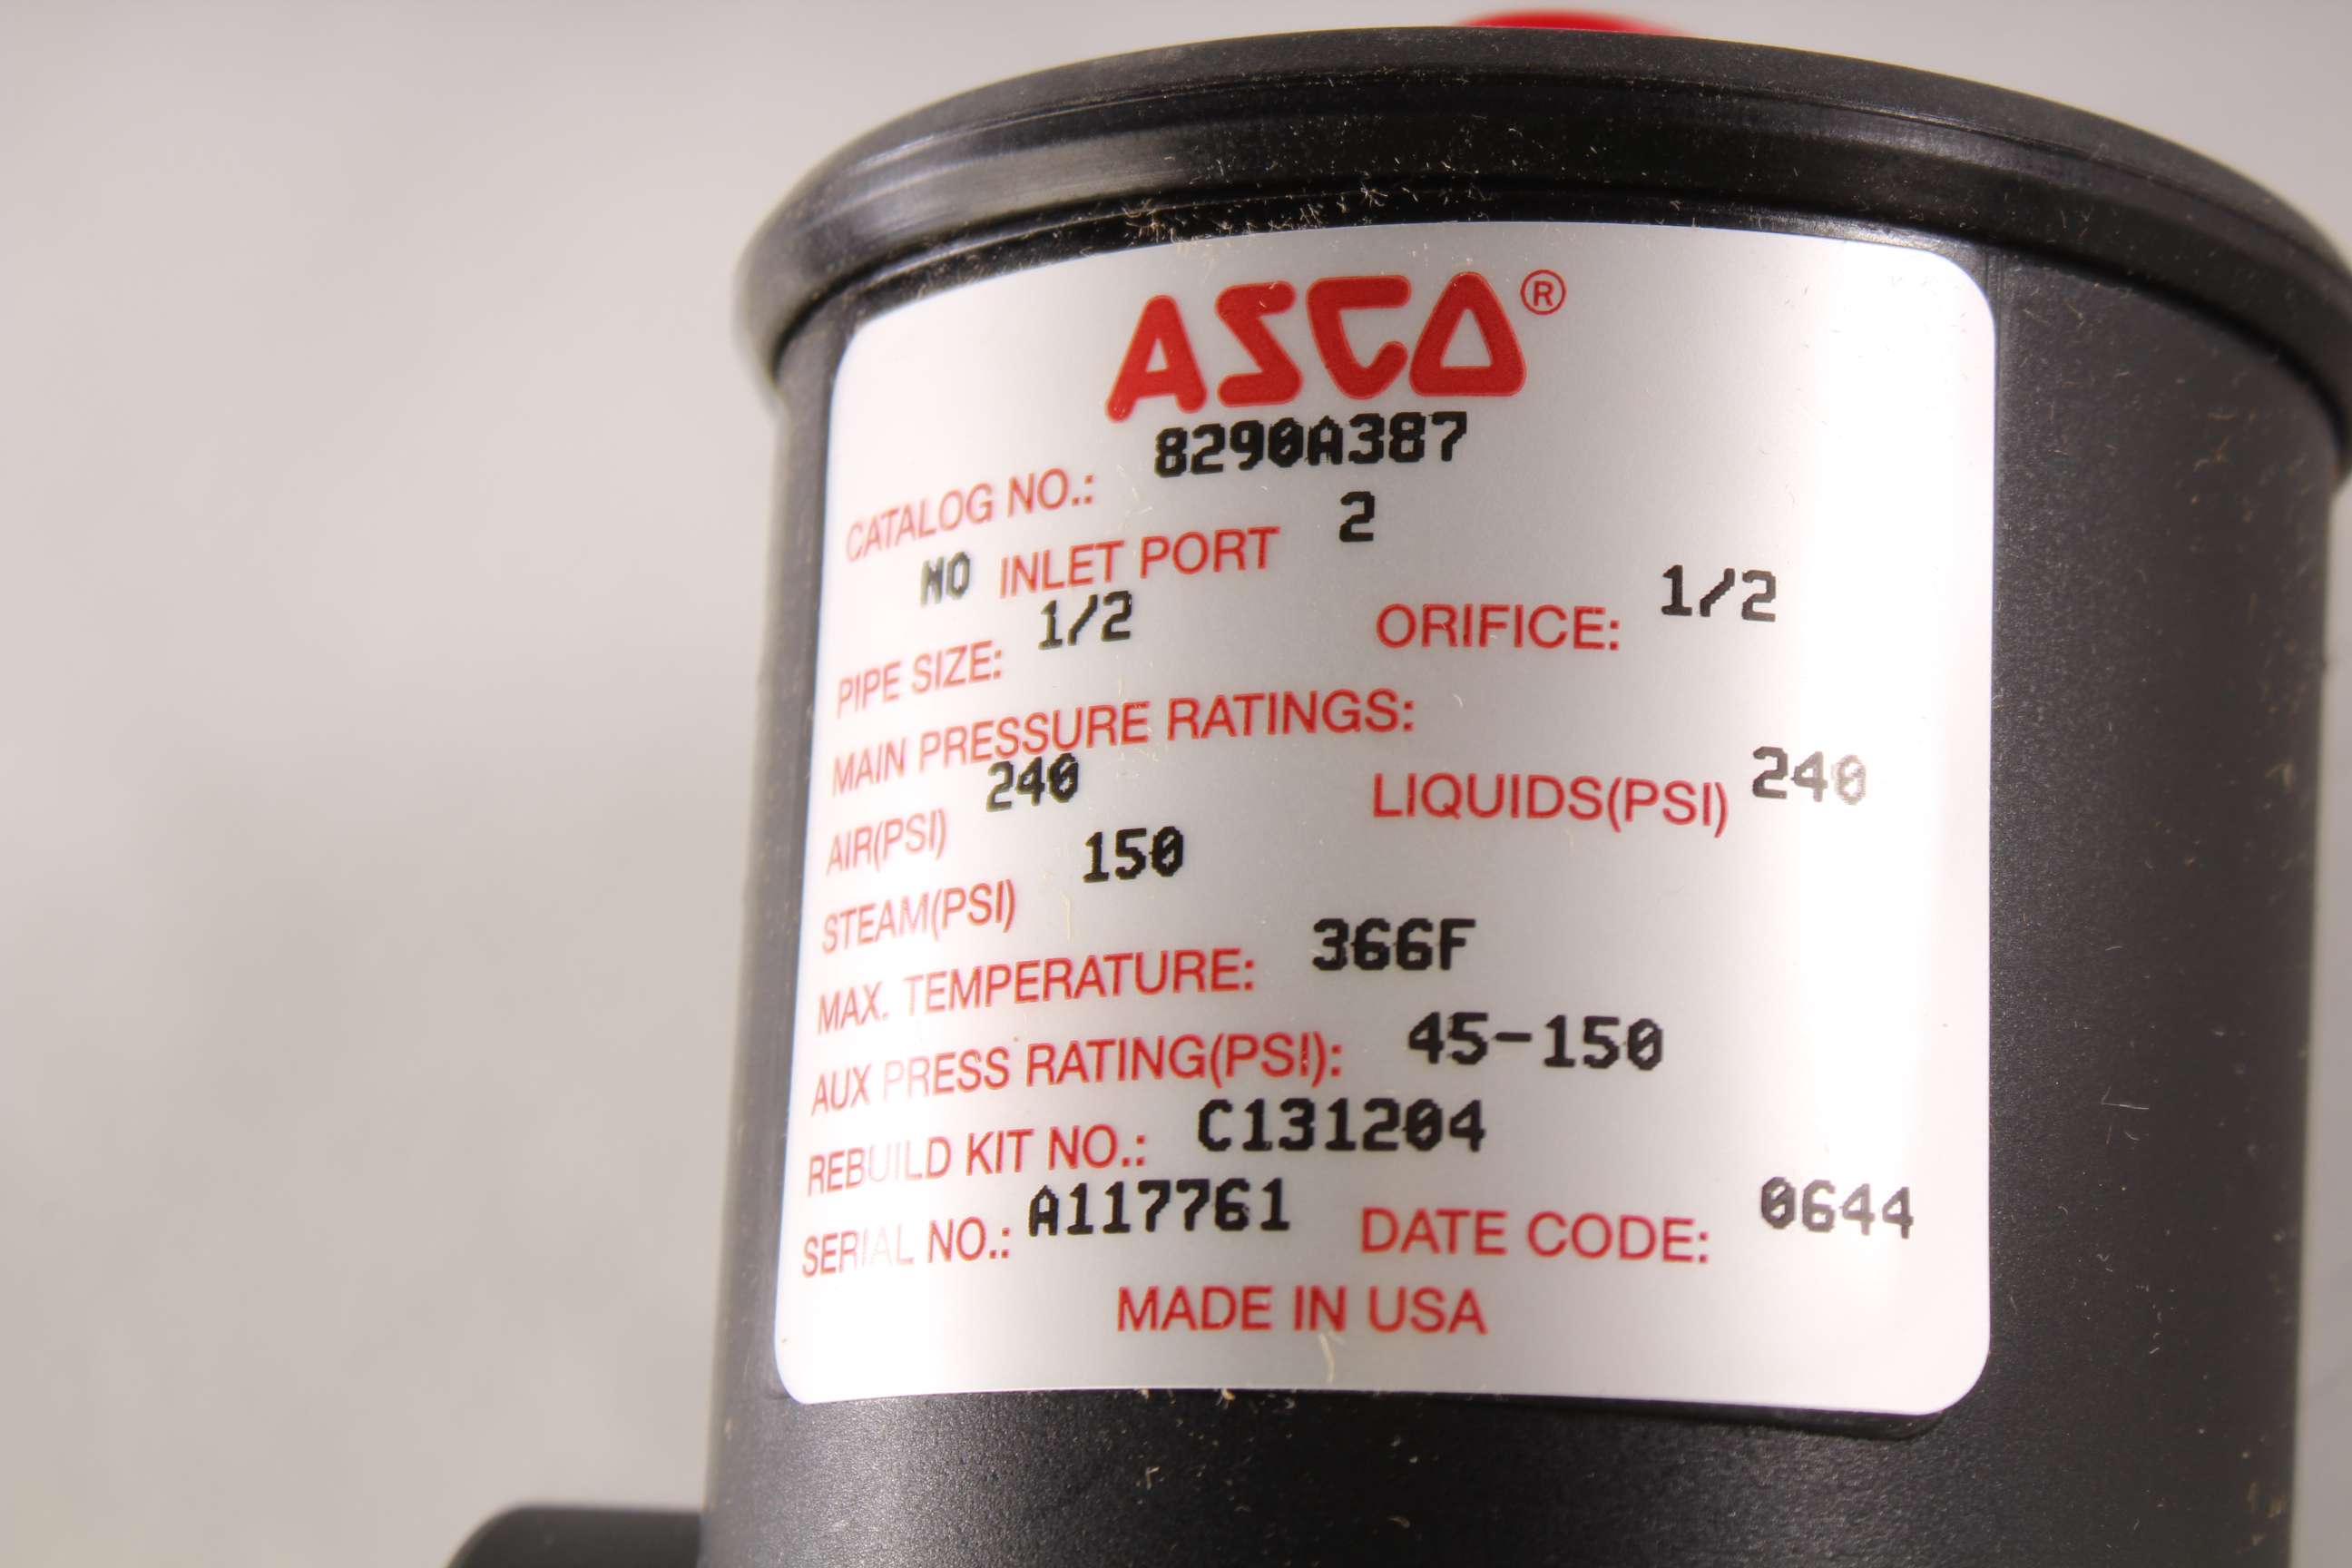 ASCO®
CATALOG NO.: 8290A387
NO INLET PORT 2
PIPE SIZE: 1/2 ORIFICE: 1/2
MAIN PRESSURE RATINGS:
AIR(PSI) 240 LIQUIDS(PSI) 240
STEAM(PSI) 150
MAX. TEMPERATURE: 366F
AUX PRESS RATING(PSI): 45-150
REBUILD KIT NO.: C131204
SERIAL NO.: A117761 DATE CODE: 0644
MADE IN USA